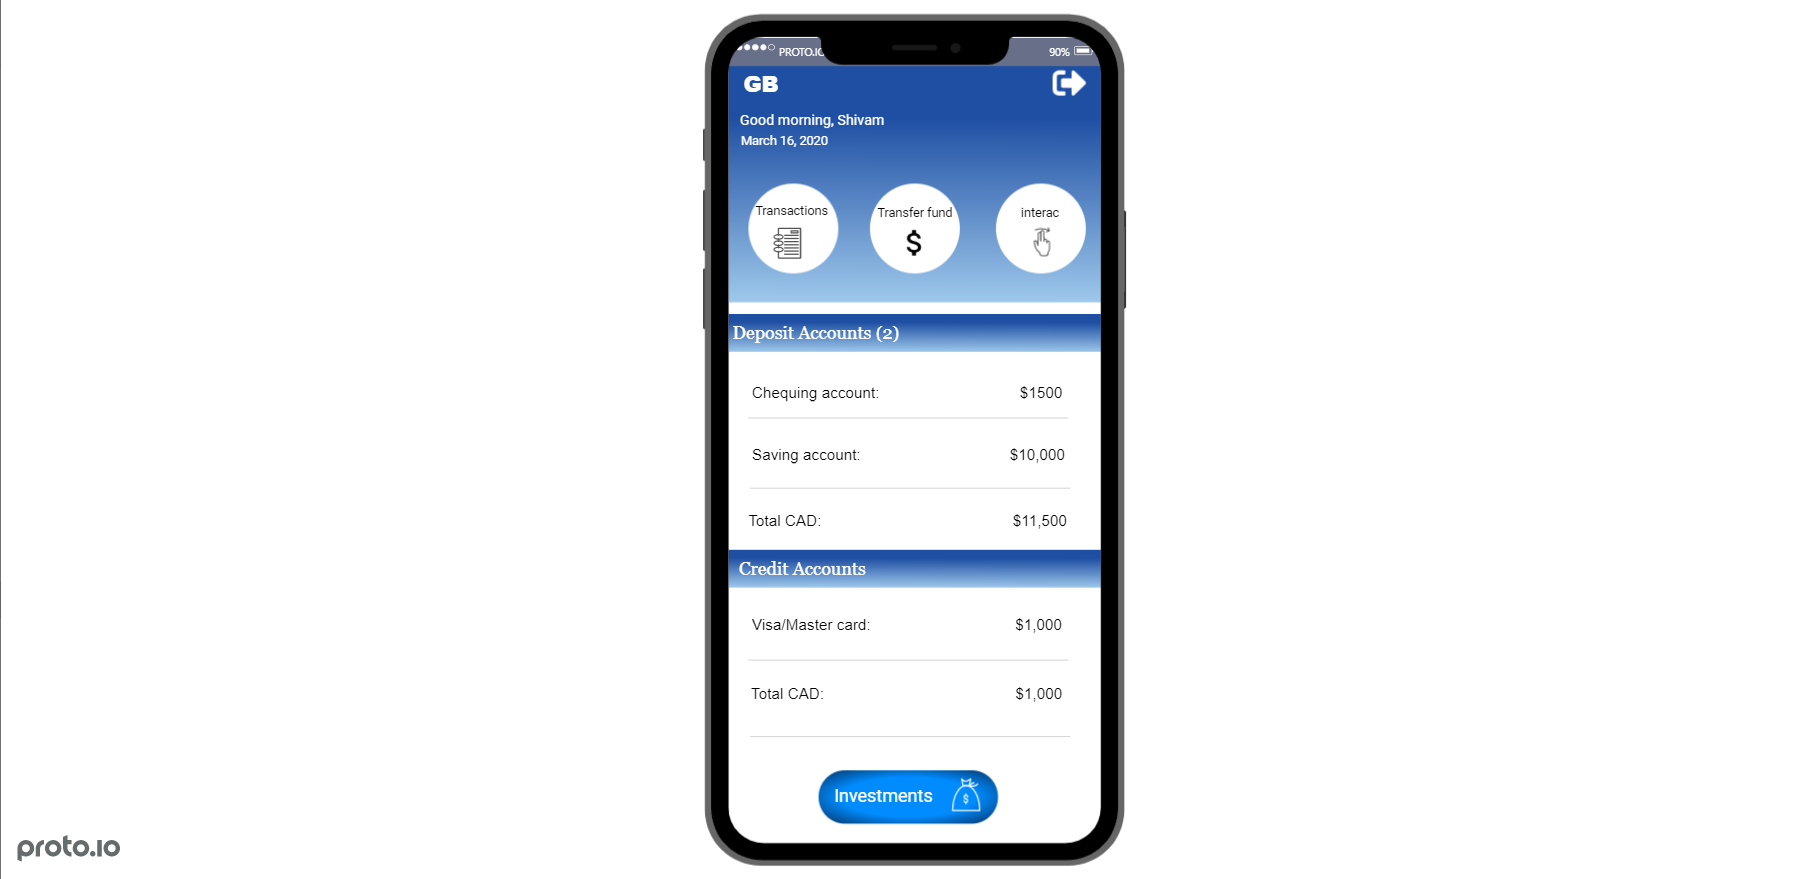 PROTO.IO
90%
GB
Good morning, Shivam
March 16, 2020
Transactions
Transfer fund
interac
$
Deposit Accounts (2)
Chequing account: $1500
Saving account: $10,000
Total CAD: $11,500
Credit Accounts
Visa/Master card: $1,000
Total CAD: $1,000
Investments
$
proto.io